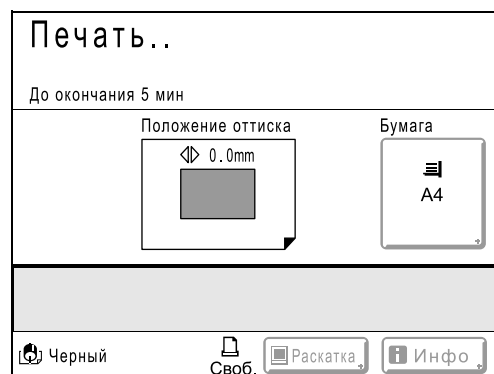 Печать..
До окончания 5 мин
Положение оттиска
Бумага
0.0mm
A4
Черный
Своб.
Раскатка
Инфо